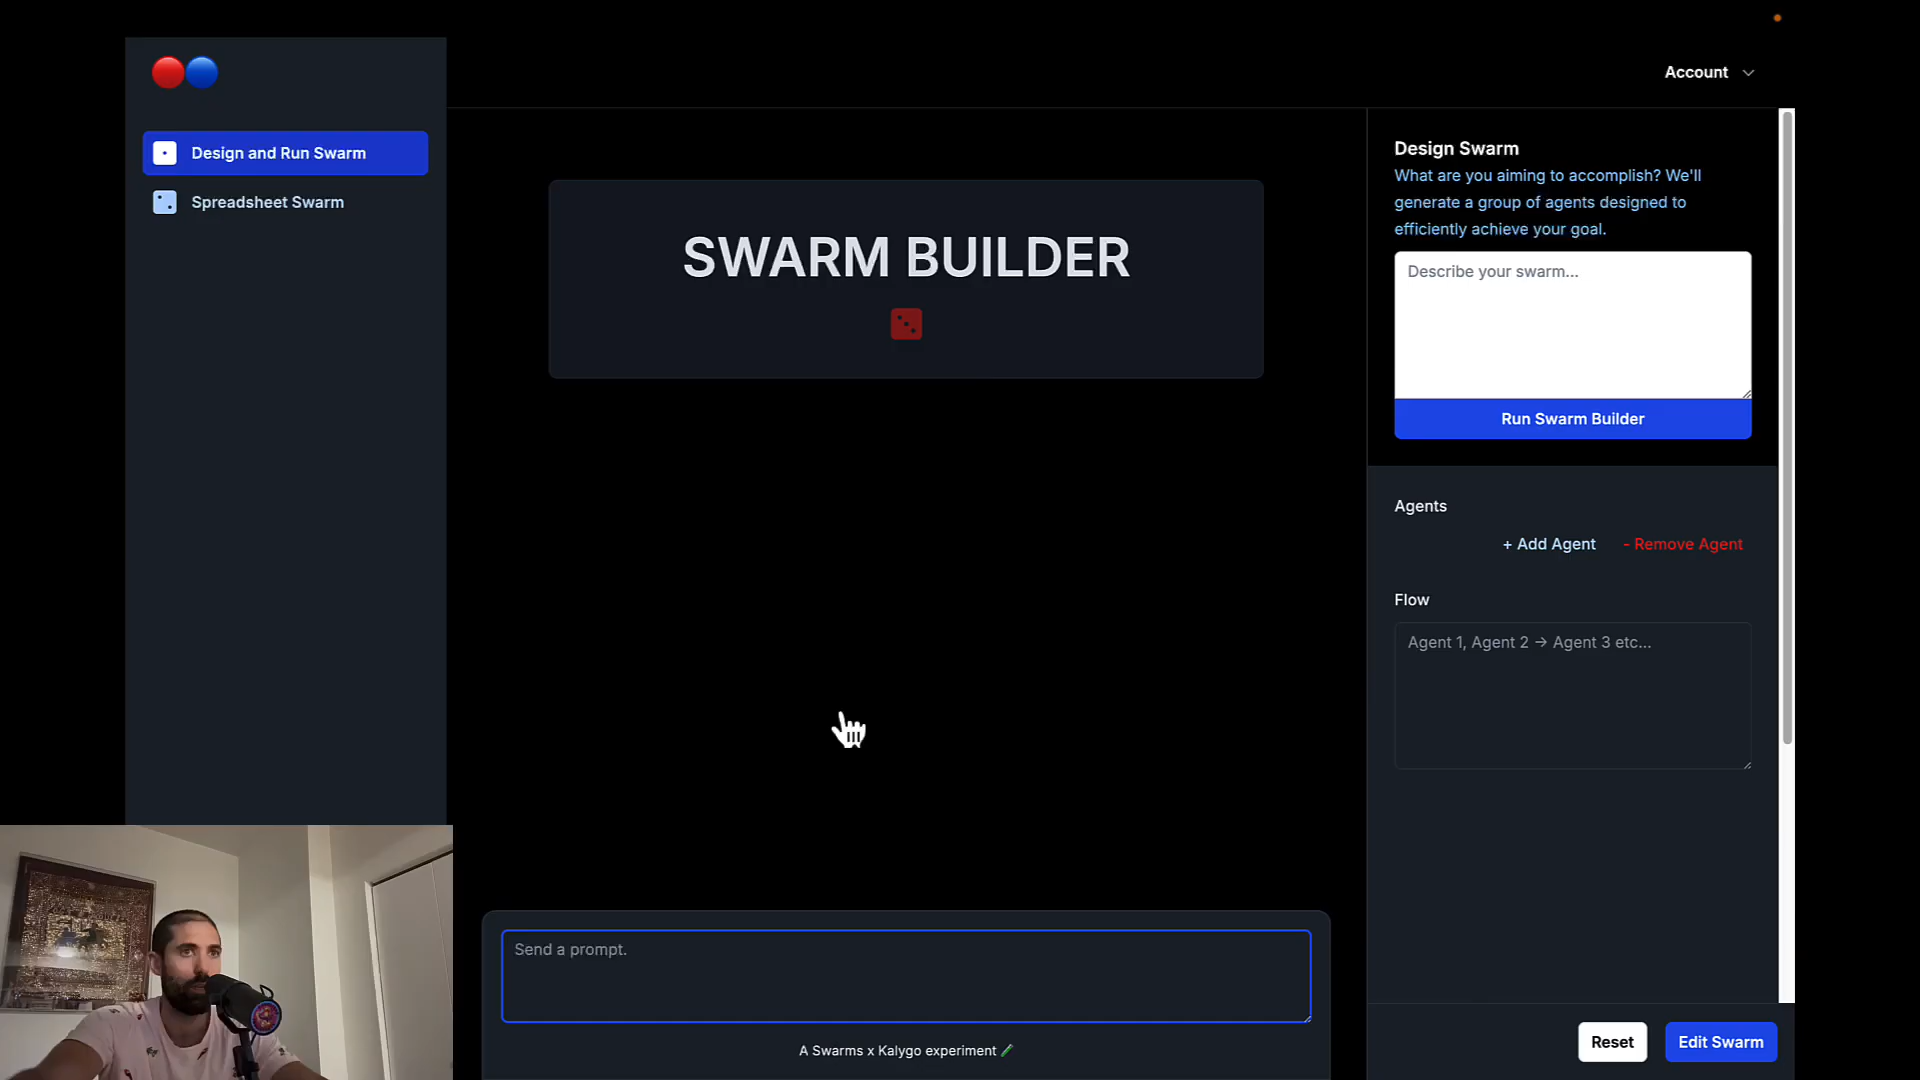 Account
Design and Run Swarm
Spreadsheet Swarm
SWARM BUILDER
Design Swarm
What are you aiming to accomplish? We'll
generate a group of agents designed to
efficiently achieve your goal.
Describe your swarm...
Run Swarm Builder
Agents
+ Add Agent
- Remove Agent
Flow
Agent 1, Agent 2 → Agent 3 etc...
Send a prompt.
A Swarms x Kalygo experiment
Reset
Edit Swarm